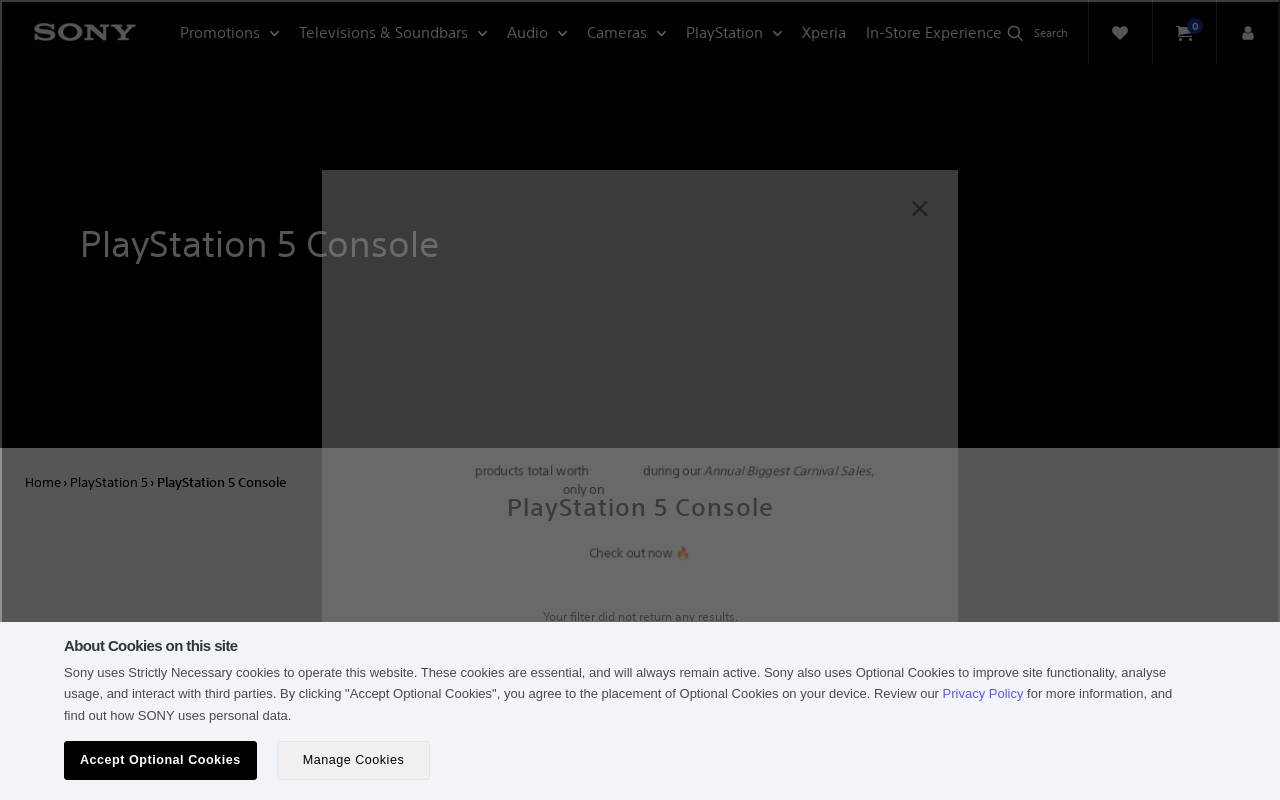 SONY
Promotions
Televisions & Soundbars
Audio
Cameras
PlayStation
Xperia
In-Store Experience
Search
0
PlayStation 5 Console
Home › PlayStation 5 › PlayStation 5 Console
products total worth during our Annual Biggest Carnival Sales,
only on
PlayStation 5 Console
Check out now 🔥
Your filter did not return any results.
About Cookies on this site
Sony uses Strictly Necessary cookies to operate this website. These cookies are essential, and will always remain active. Sony also uses Optional Cookies to improve site functionality, analyse
usage, and interact with third parties. By clicking "Accept Optional Cookies", you agree to the placement of Optional Cookies on your device. Review our Privacy Policy for more information, and
find out how SONY uses personal data.
Accept Optional Cookies
Manage Cookies